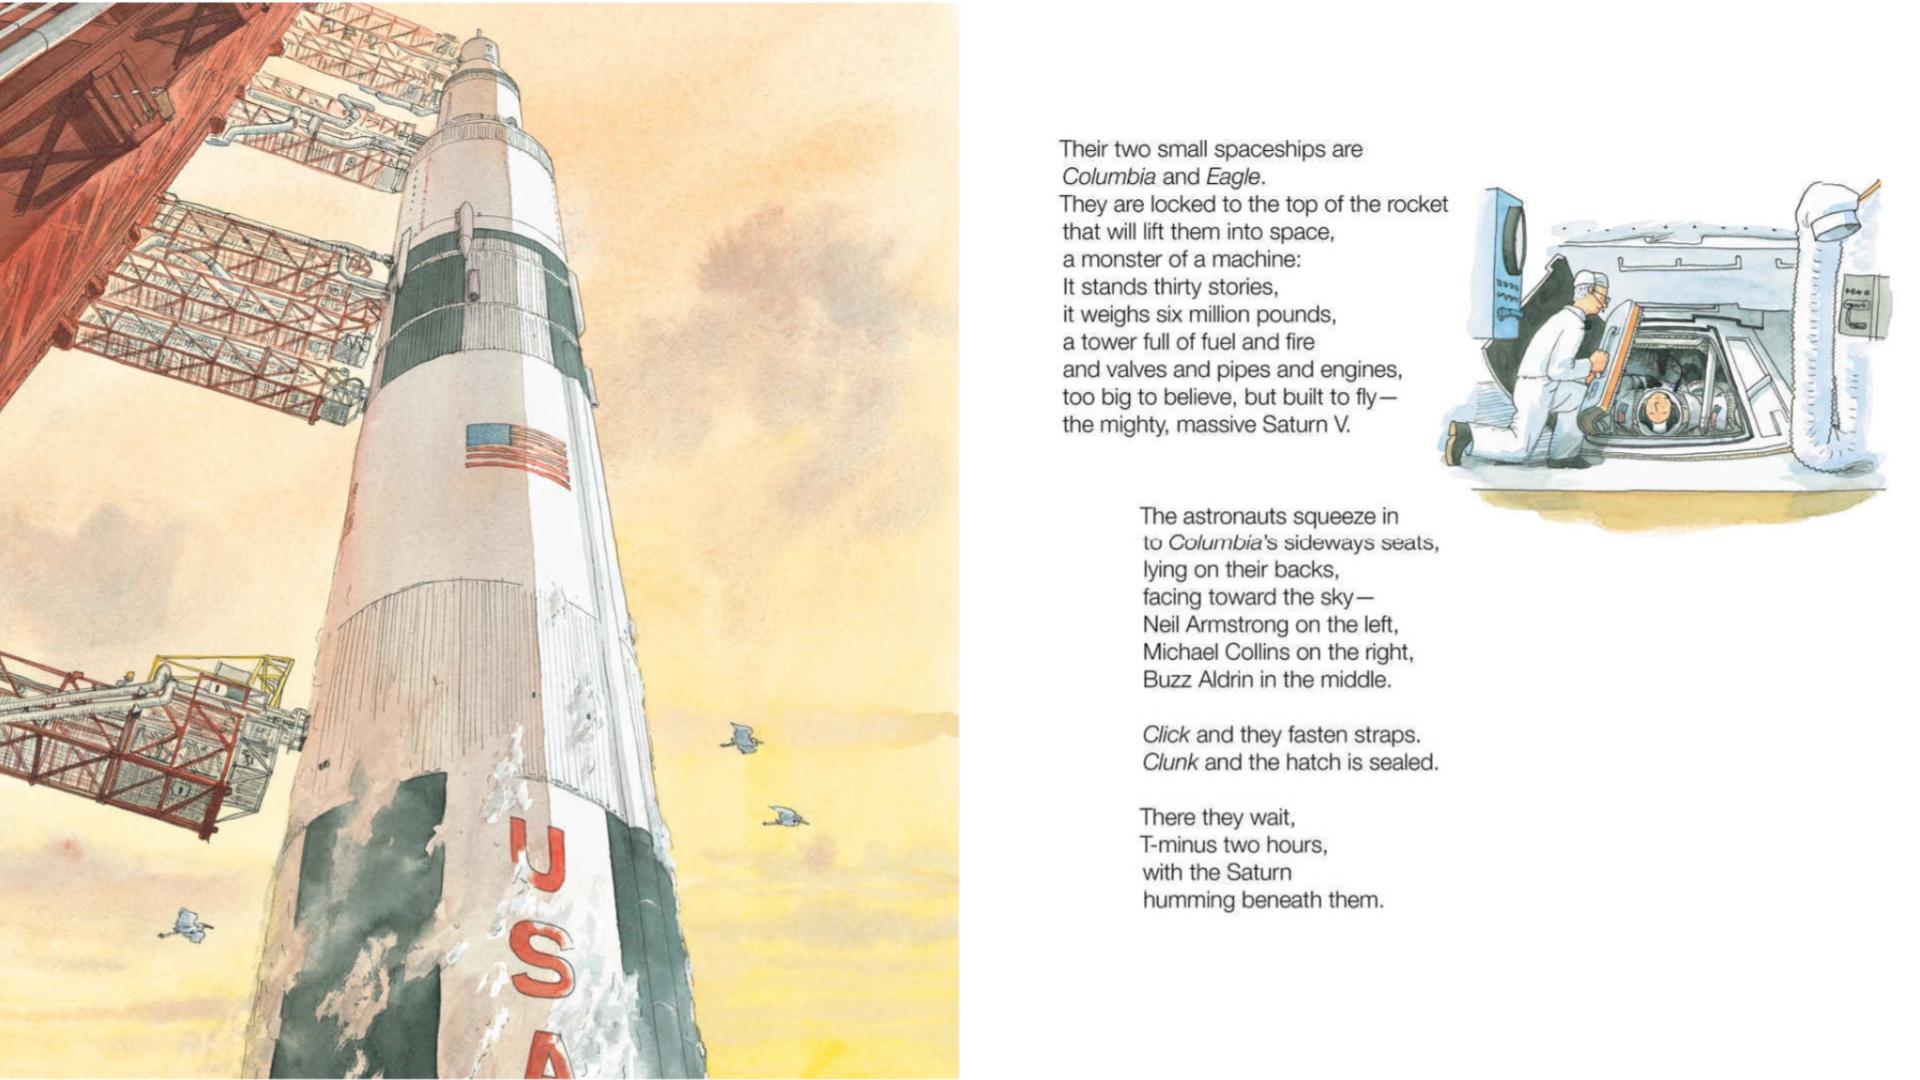 USA
Their two small spaceships are
Columbia and Eagle.
They are locked to the top of the rocket
that will lift them into space,
a monster of a machine:
It stands thirty stories,
it weighs six million pounds,
a tower full of fuel and fire
and valves and pipes and engines,
too big to believe, but built to fly—
the mighty, massive Saturn V.
The astronauts squeeze in
to Columbia's sideways seats,
lying on their backs,
facing toward the sky—
Neil Armstrong on the left,
Michael Collins on the right,
Buzz Aldrin in the middle.
Click and they fasten straps.
Clunk and the hatch is sealed.
There they wait,
T-minus two hours,
with the Saturn
humming beneath them.